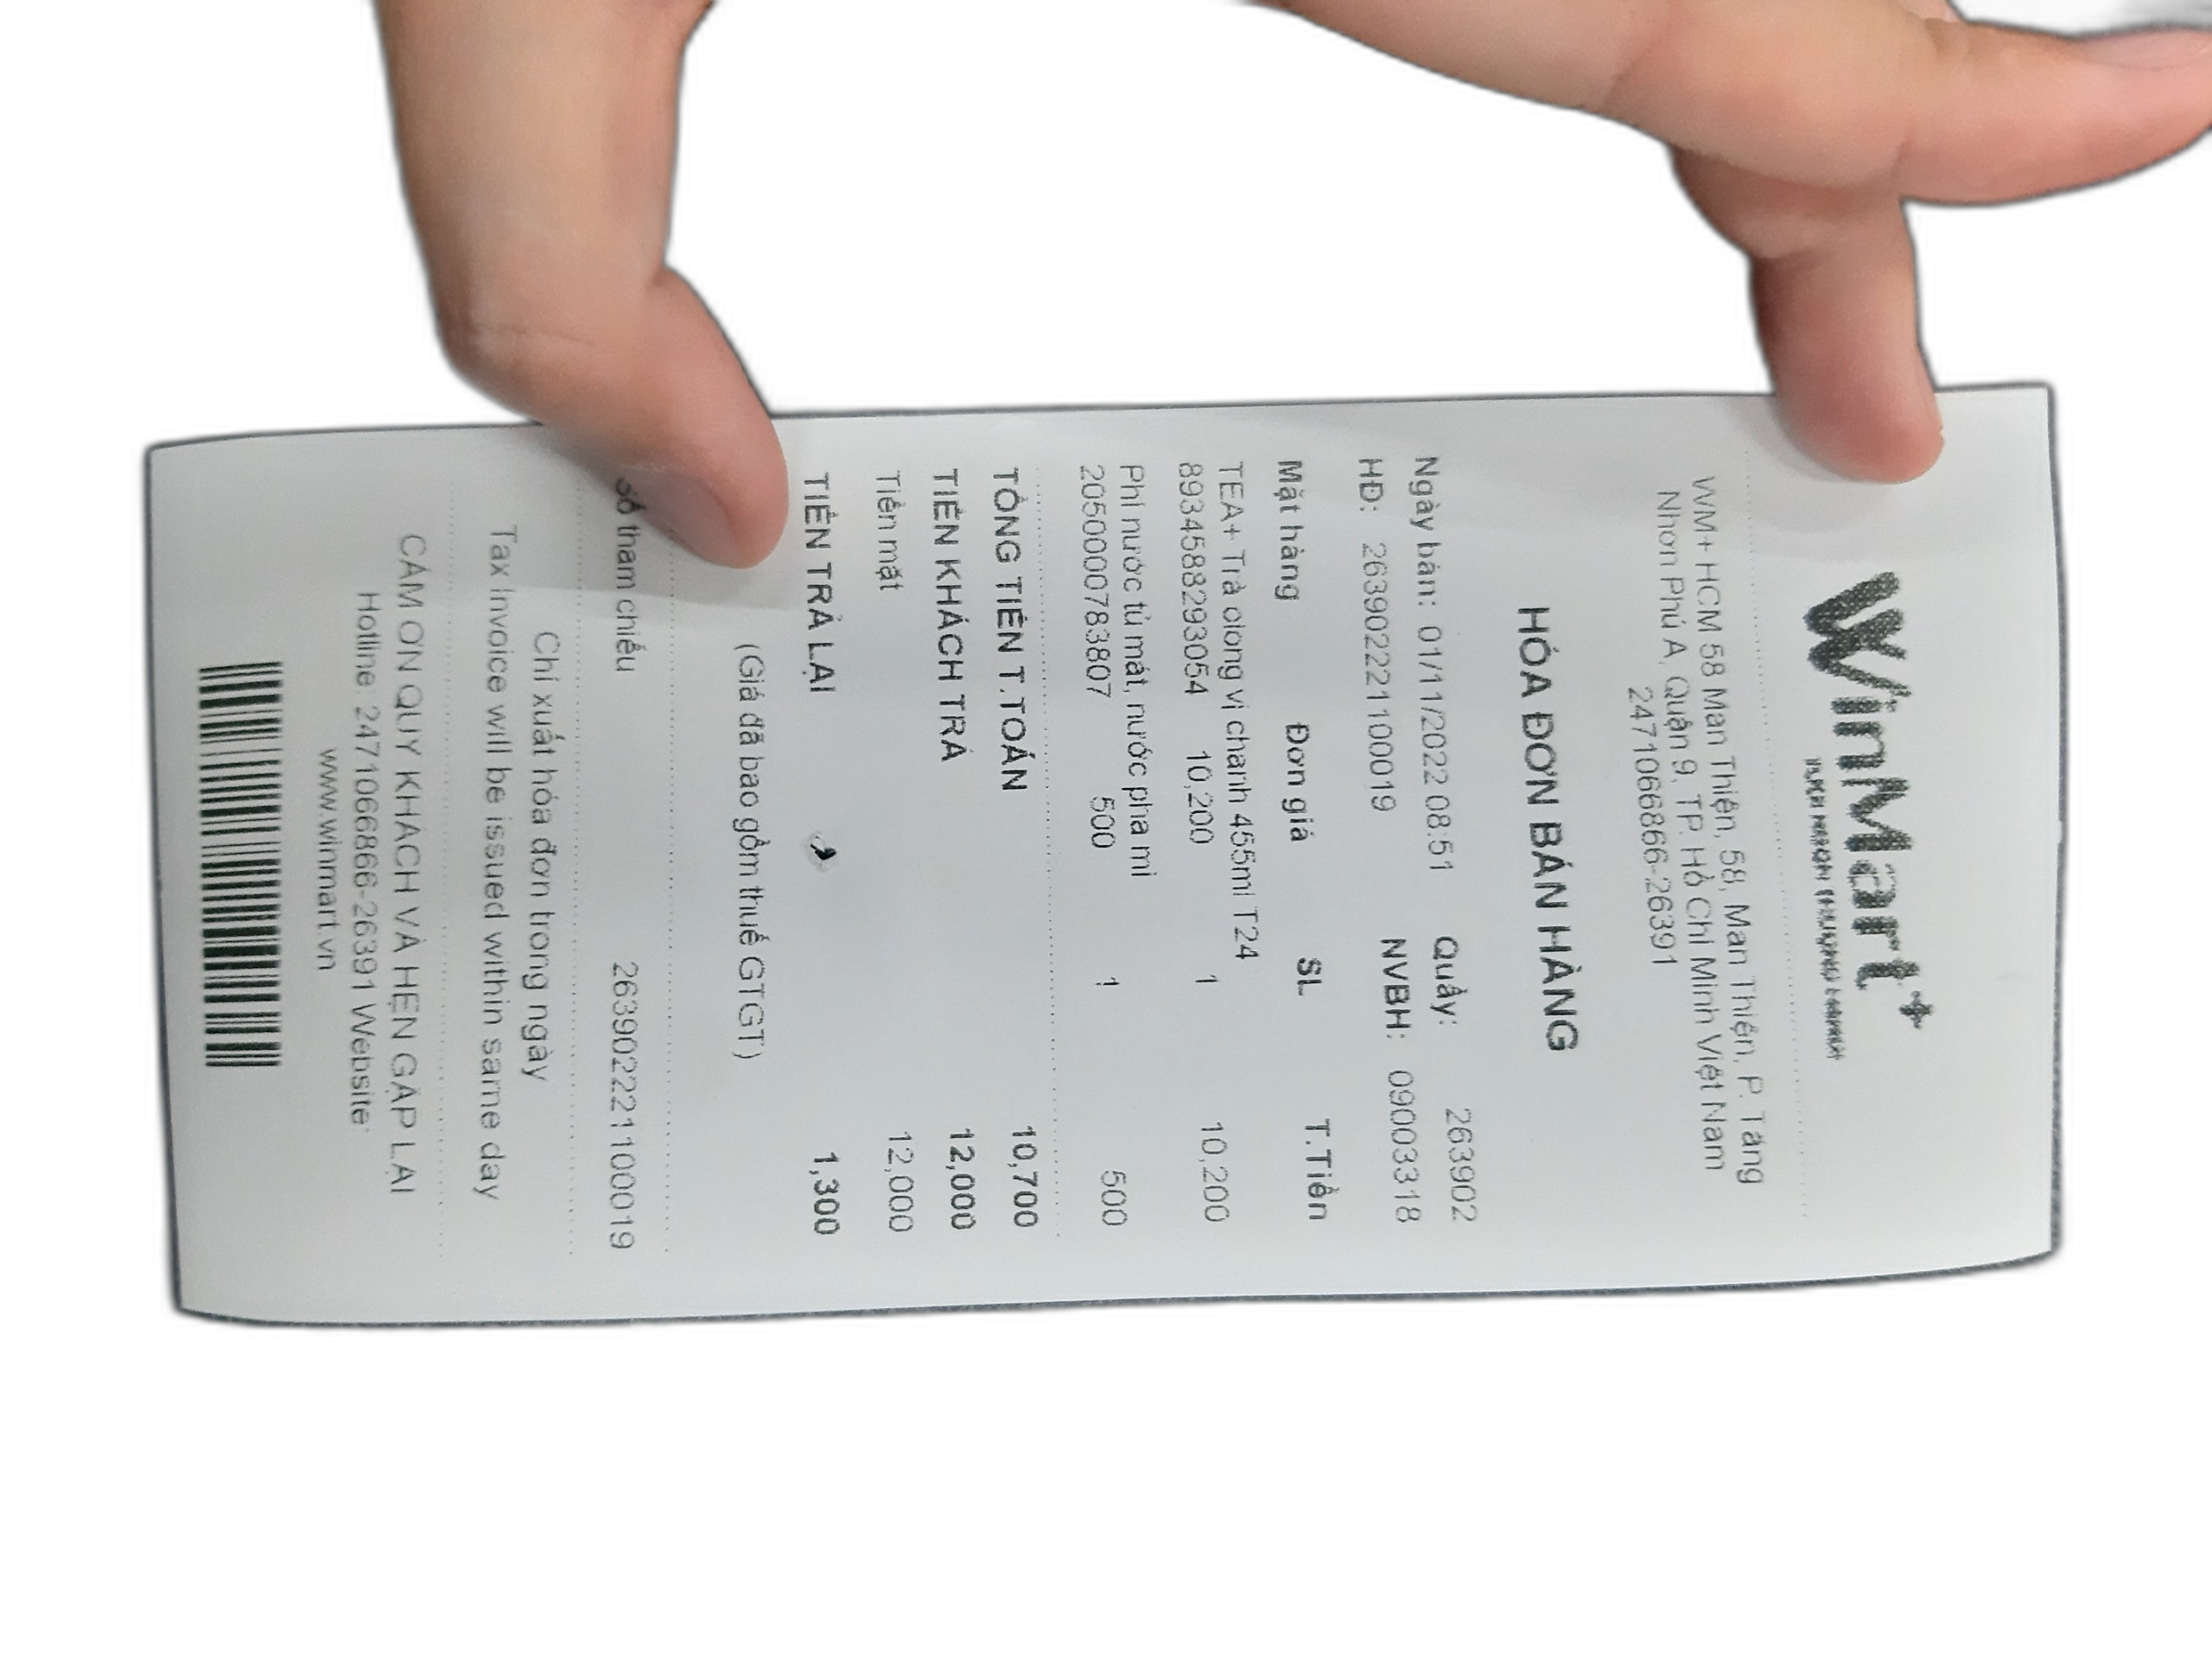 WinMart+
WM+ HCM 58 Man Thiện, 58, Man Thiện, P. Tăng
Nhơn Phú A, Quận 9, TP. Hồ Chí Minh Việt Nam
2471066866-26391
HÓA ĐƠN BÁN HÀNG
Ngày bán: 01/11/2022 08:51 Quầy: 263902
HĐ: 263902221100019 NVBH: 09003318
Mặt hàng Đơn giá SL T.Tiền
TEA+ Trà olong vị chanh 455ml T24
8934588293054 10,200 1 10,200
Phí nước tủ mát, nước pha mì
2050000783807 500 1 500
TỔNG TIỀN T.TOÁN 10,700
TIỀN KHÁCH TRẢ 12,000
Tiền mặt 12,000
TIỀN TRẢ LẠI 1,300
(Giá đã bao gồm thuế GTGT)
Số tham chiếu 263902221100019
Chỉ xuất hóa đơn trong ngày
Tax Invoice will be issued within same day
CẢM ƠN QUÝ KHÁCH VÀ HẸN GẶP LẠI
Hotline: 2471066866-26391 Website:
www.winmart.vn